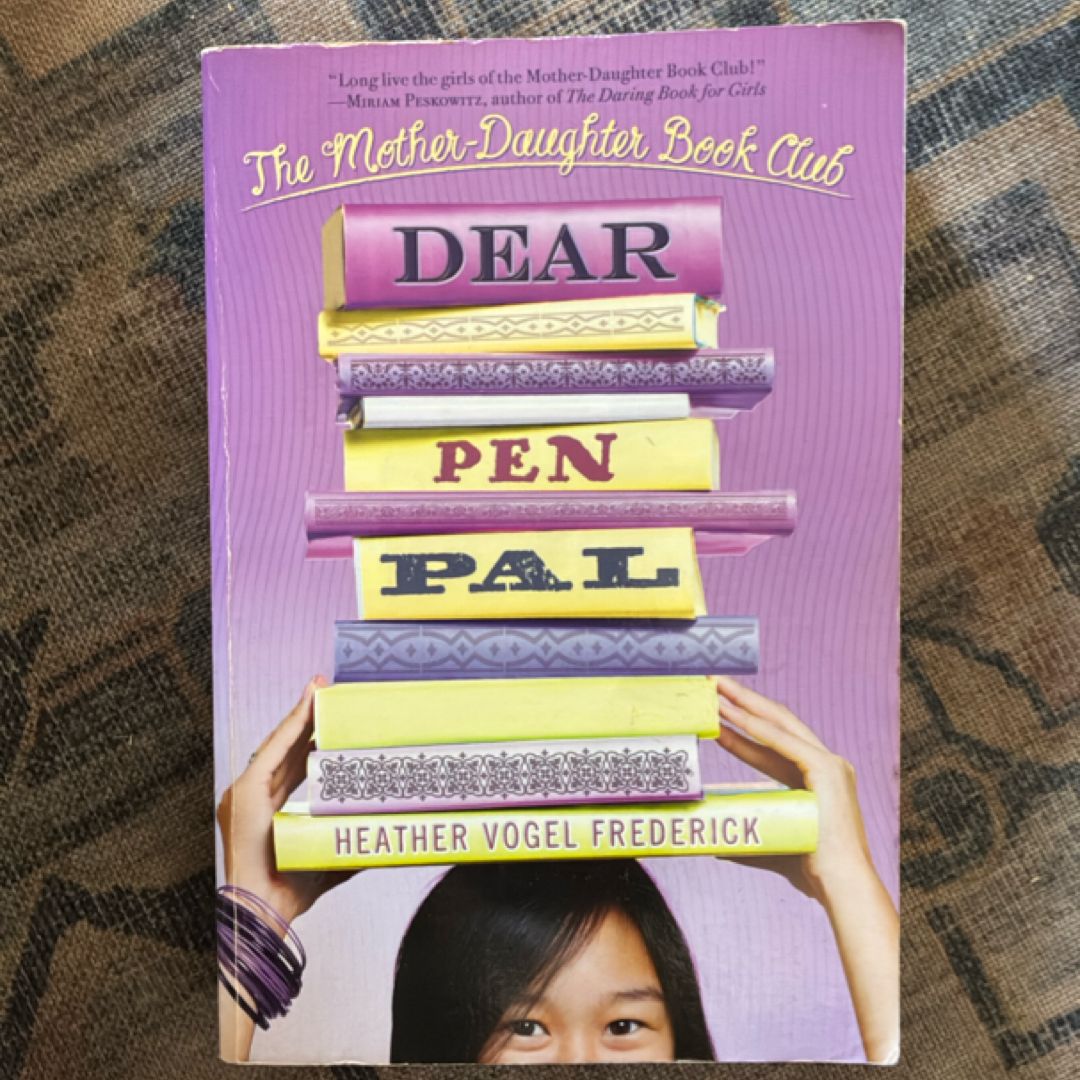 “Long live the girls of the Mother-Daughter Book Club!”
—Miriam Peskowitz, author of The Daring Book for Girls
The Mother-Daughter Book Club
DEAR
PEN
PAL
HEATHER VOGEL FREDERICK